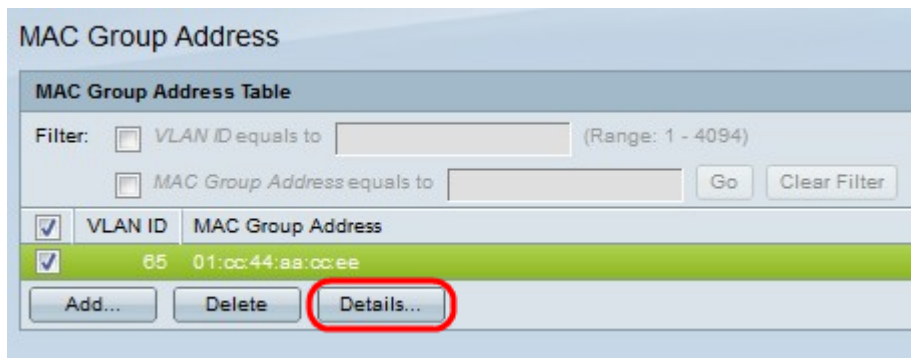 MAC Group Address
MAC Group Address Table
Filter: VLAN ID equals to (Range: 1 - 4094)
MAC Group Address equals to Go Clear Filter
VLAN ID MAC Group Address
65 01:cc:44:aa:cc:ee
Add... Delete Details...